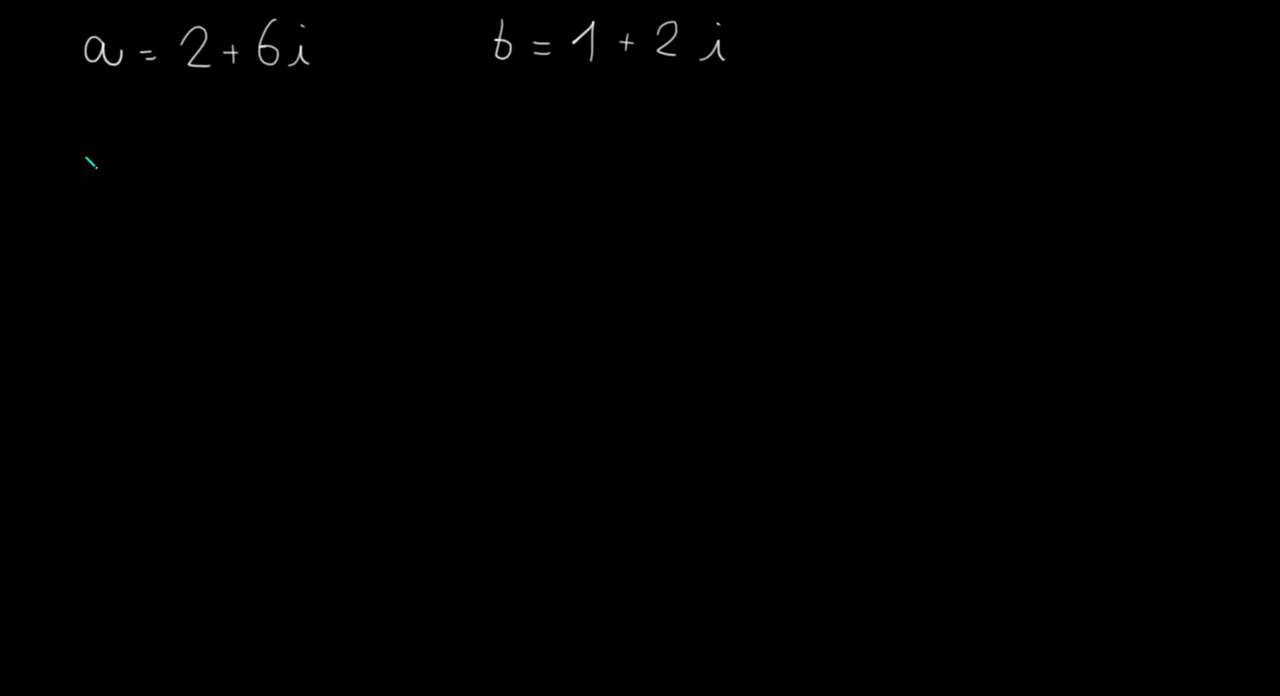 a = 2 + 6i b = 1 + 2i